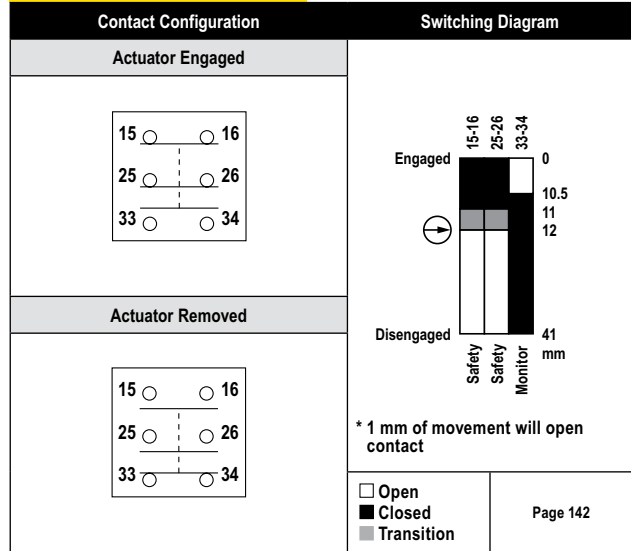 Contact Configuration
Switching Diagram
Actuator Engaged
15 16
25 26
33 34
Actuator Removed
15 16
25 26
33 34
15-16
25-26
33-34
Engaged
0
10.5
11
12
Disengaged
41
mm
Safety
Safety
Monitor
* 1 mm of movement will open
contact
Open
Closed
Transition
Page 142